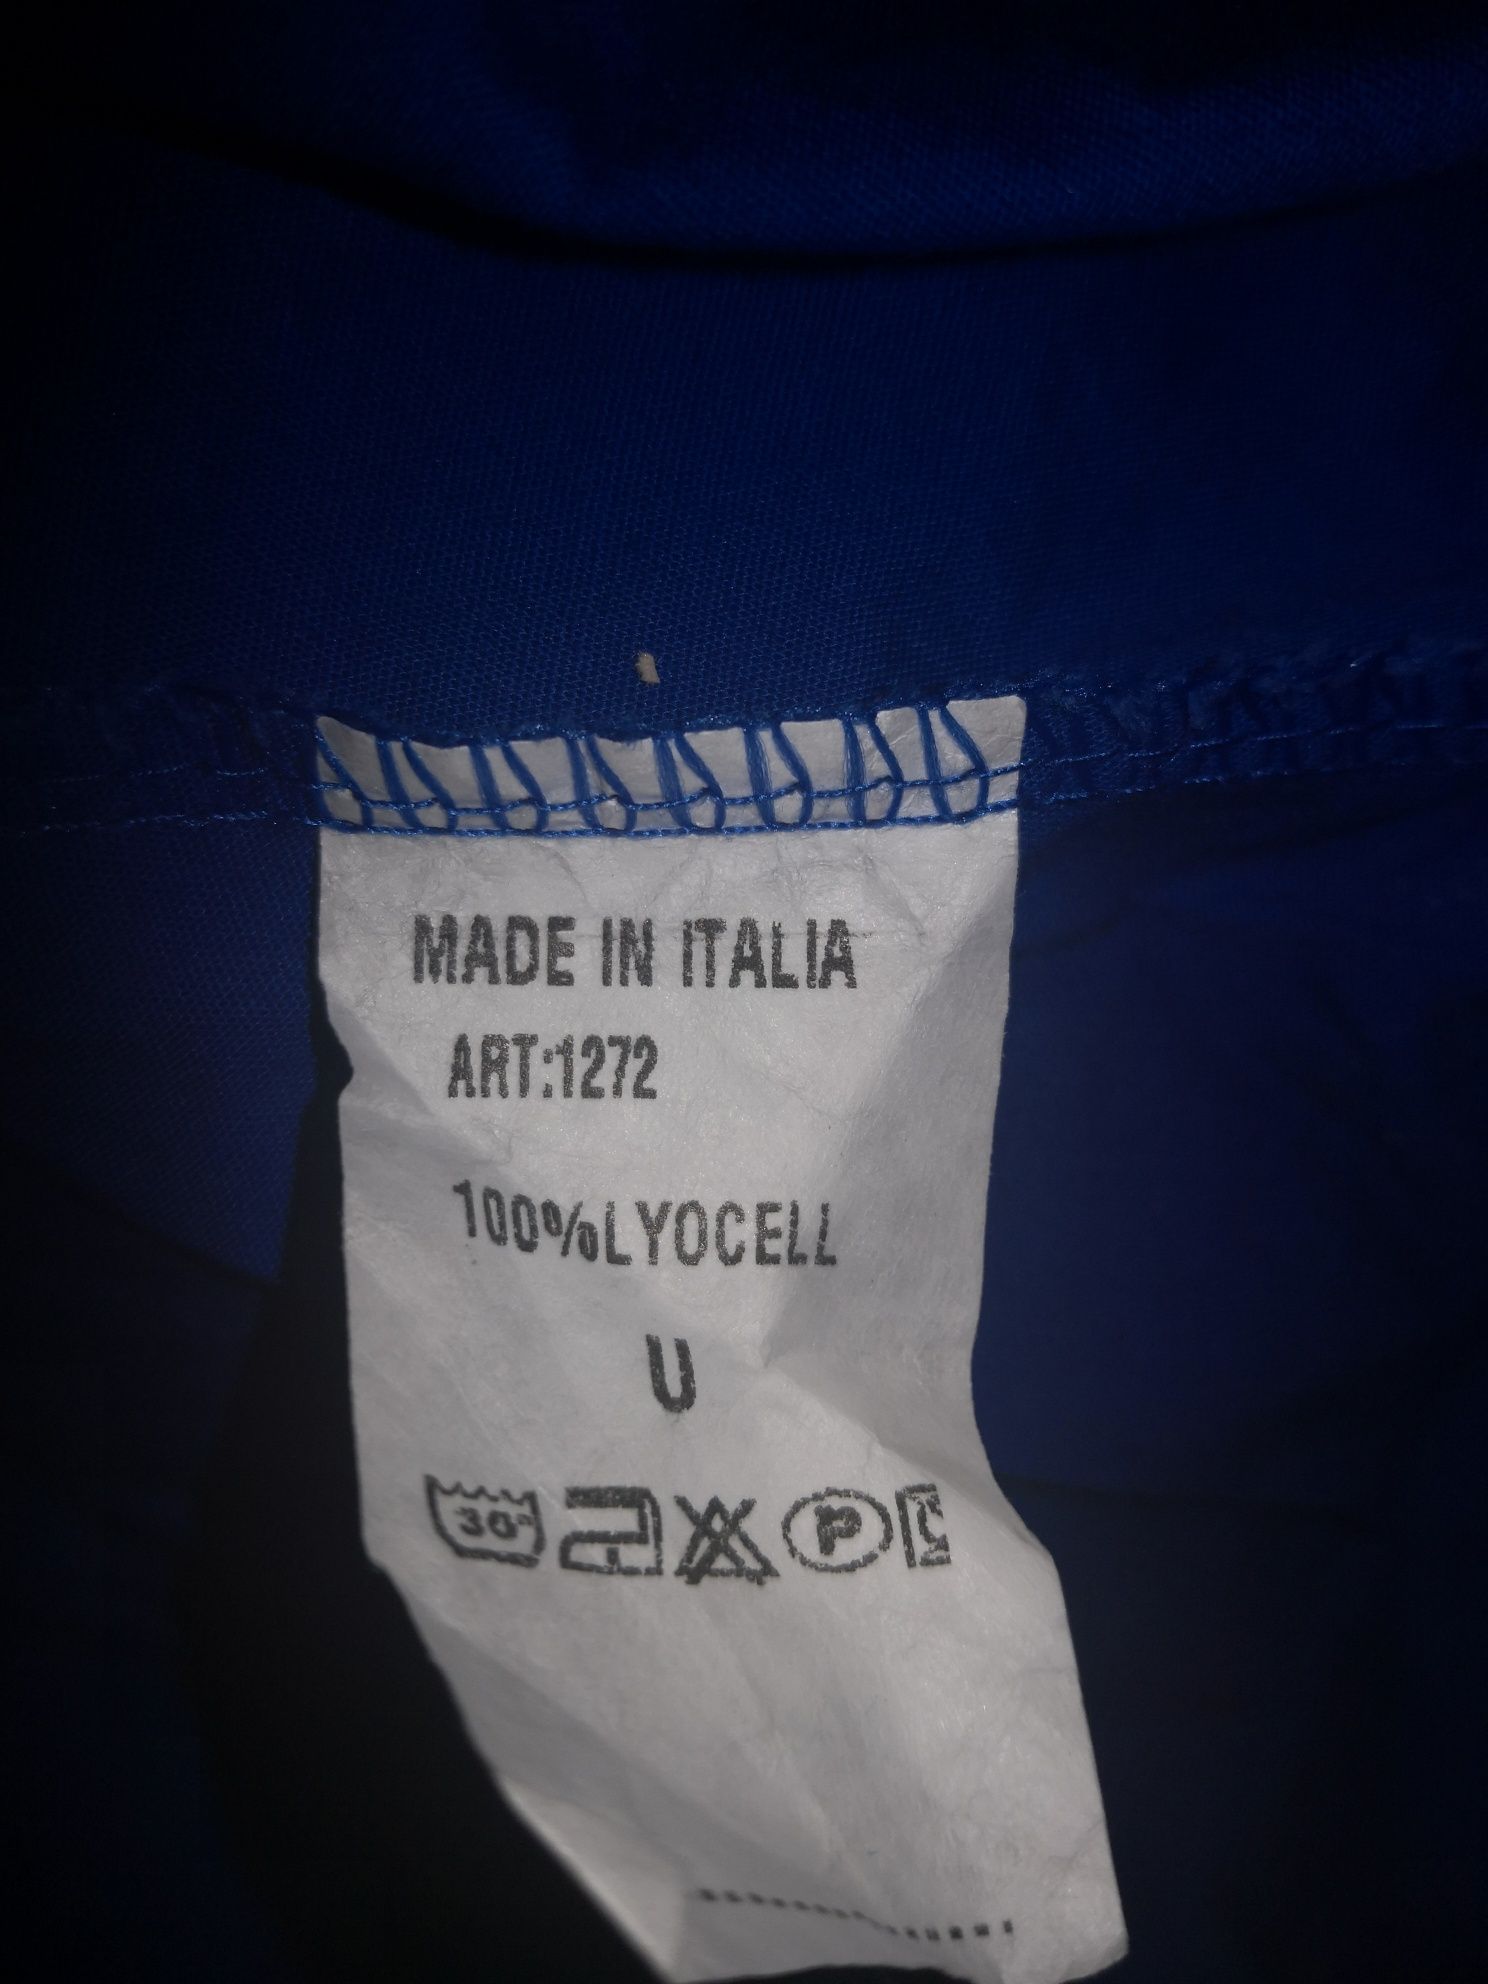 MADE IN ITALIA
ART:1272
100%LYOCELL
U
30°
P